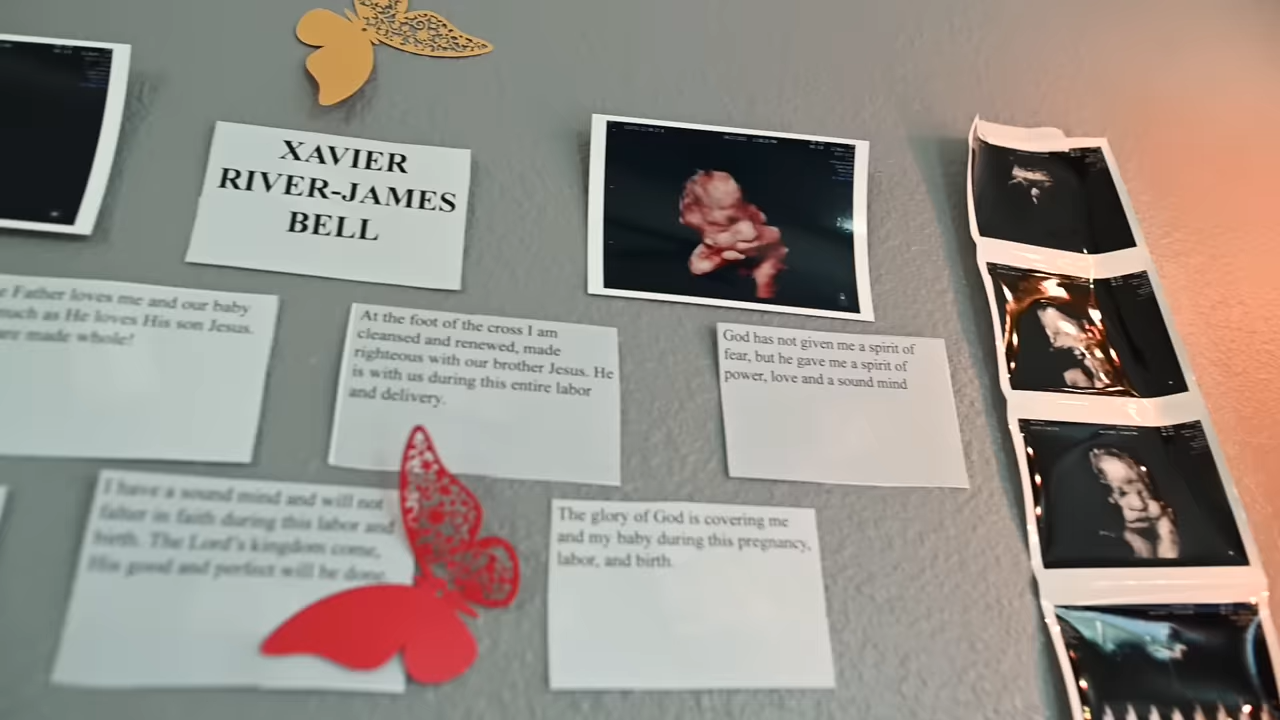 XAVIER
RIVER-JAMES
BELL
Father loves me and our baby
much as He loves His son Jesus.
are made whole!
At the foot of the cross I am
cleansed and renewed, made
righteous with our brother Jesus. He
is with us during this entire labor
and delivery.
God has not given me a spirit of
fear, but he gave me a spirit of
power, love and a sound mind
I have a sound mind and will not
falter in faith during this labor and
birth. The Lord's kingdom come,
His good and perfect will be done
The glory of God is covering me
and my baby during this pregnancy,
labor, and birth